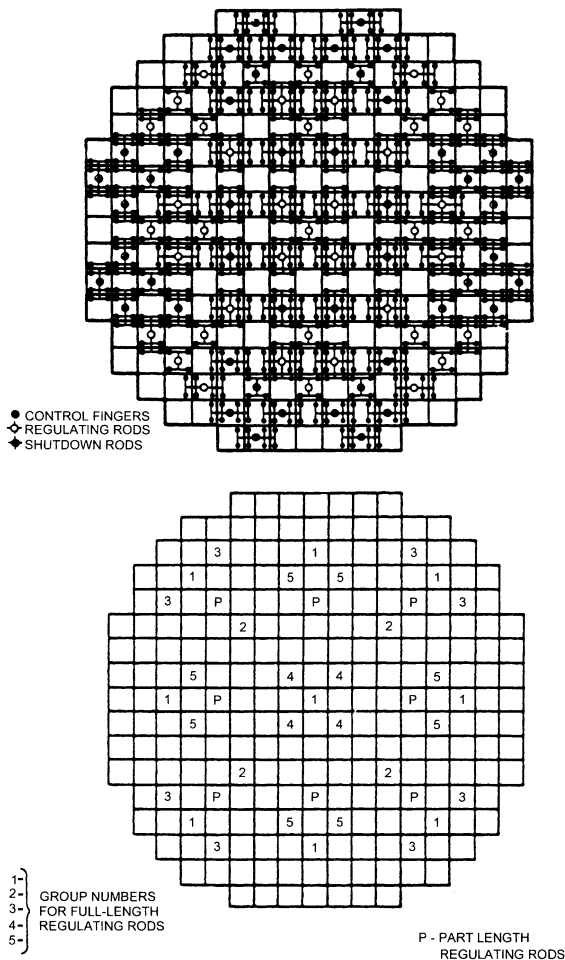 CONTROL FINGERS
REGULATING RODS
SHUTDOWN RODS
3 1 3
1 5 5 1
3 P P P 3
2 2
5 4 4 5
1 P 1 P 1
5 4 4 5
2 2
3 P P P 3
1 5 5 1
3 1 3
1-
2- GROUP NUMBERS
3- FOR FULL-LENGTH
4- REGULATING RODS
5-
P - PART LENGTH
REGULATING RODS